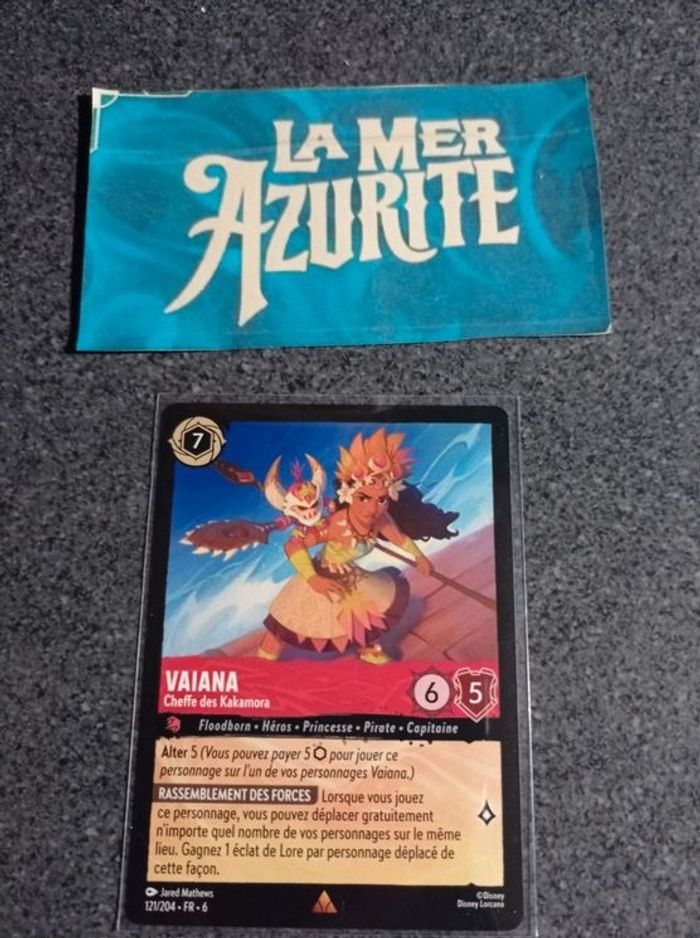 LA MER
AZURITE
7
VAIANA
Cheffe des Kakamora
6
5
Floodborn • Héros • Princesse • Pirate • Capitaine
Alter 5 (Vous pouvez payer 5 pour jouer ce
personnage sur l'un de vos personnages Vaiana.)
RASSEMBLEMENT DES FORCES Lorsque vous jouez
ce personnage, vous pouvez déplacer gratuitement
n'importe quel nombre de vos personnages sur le même
lieu. Gagnez 1 éclat de Lore par personnage déplacé de
cette façon.
Jared Mathews
121/204 • FR • 6
©Disney
Disney Lorcana